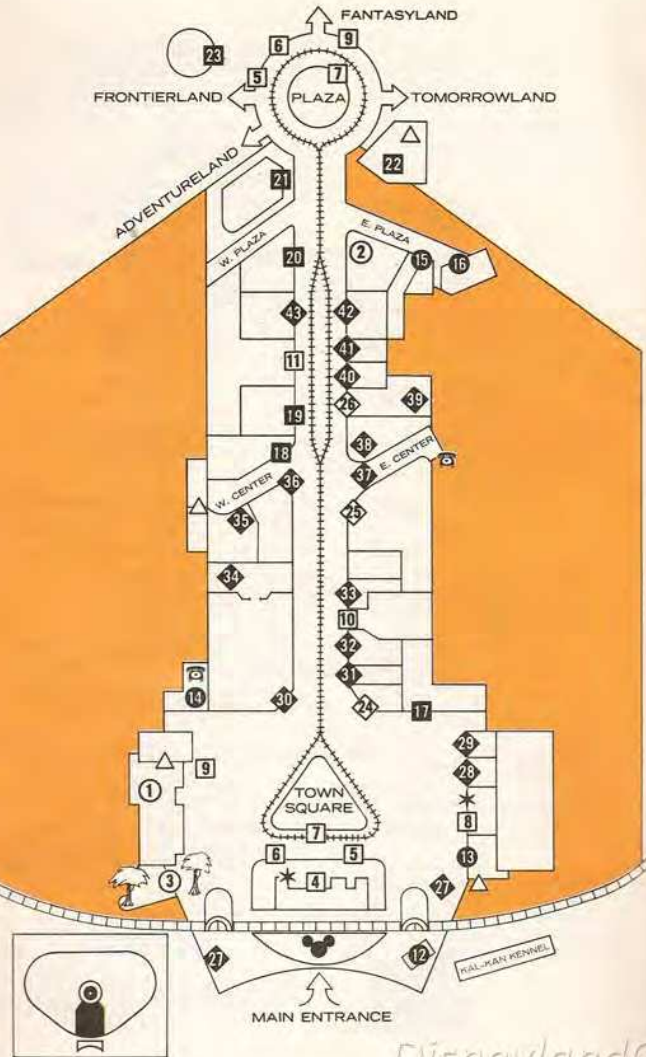 FANTASYLAND
6 9
23
5 7
FRONTIERLAND PLAZA TOMORROWLAND
ADVENTURELAND
22
21
E. PLAZA
W. PLAZA
20 2 15 16
43 42
11 41
40
26 39
19
38
18 37 E. CENTER
36
W. CENTER
35 25
34 33
10
32
31
14 30 24 17
29
9 28
1
TOWN
SQUARE
8
7
6 5 13
3 4 27
27 12 KAL-KAN KENNEL
MAIN ENTRANCE
Disneyland